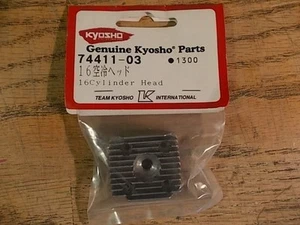 KYOSHO
Genuine Kyosho® Parts
74411-03 ●1300
16空冷ヘッド
16Cylinder Head
TEAM KYOSHO K INTERNATIONAL